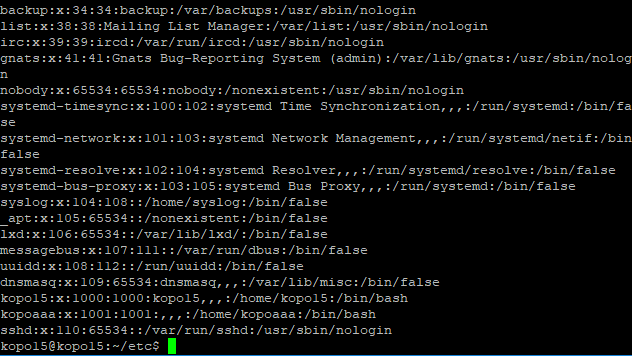 backup:x:34:34:backup:/var/backups:/usr/sbin/nologin
list:x:38:38:Mailing List Manager:/var/list:/usr/sbin/nologin
irc:x:39:39:ircd:/var/run/ircd:/usr/sbin/nologin
gnats:x:41:41:Gnats Bug-Reporting System (admin):/var/lib/gnats:/usr/sbin/nolog
n
nobody:x:65534:65534:nobody:/nonexistent:/usr/sbin/nologin
systemd-timesync:x:100:102:systemd Time Synchronization,,,:/run/systemd:/bin/fa
se
systemd-network:x:101:103:systemd Network Management,,,:/run/systemd/netif:/bin
false
systemd-resolve:x:102:104:systemd Resolver,,,:/run/systemd/resolve:/bin/false
systemd-bus-proxy:x:103:105:systemd Bus Proxy,,,:/run/systemd:/bin/false
syslog:x:104:108::/home/syslog:/bin/false
_apt:x:105:65534::/nonexistent:/bin/false
lxd:x:106:65534::/var/lib/lxd/:/bin/false
messagebus:x:107:111::/var/run/dbus:/bin/false
uuidd:x:108:112::/run/uuidd:/bin/false
dnsmasq:x:109:65534:dnsmasq,,,:/var/lib/misc:/bin/false
kopo15:x:1000:1000:kopo15,,,:/home/kopo15:/bin/bash
kopoaaa:x:1001:1001:,,,:/home/kopoaaa:/bin/bash
sshd:x:110:65534::/var/run/sshd:/usr/sbin/nologin
kopo15@kopo15:~/etc$